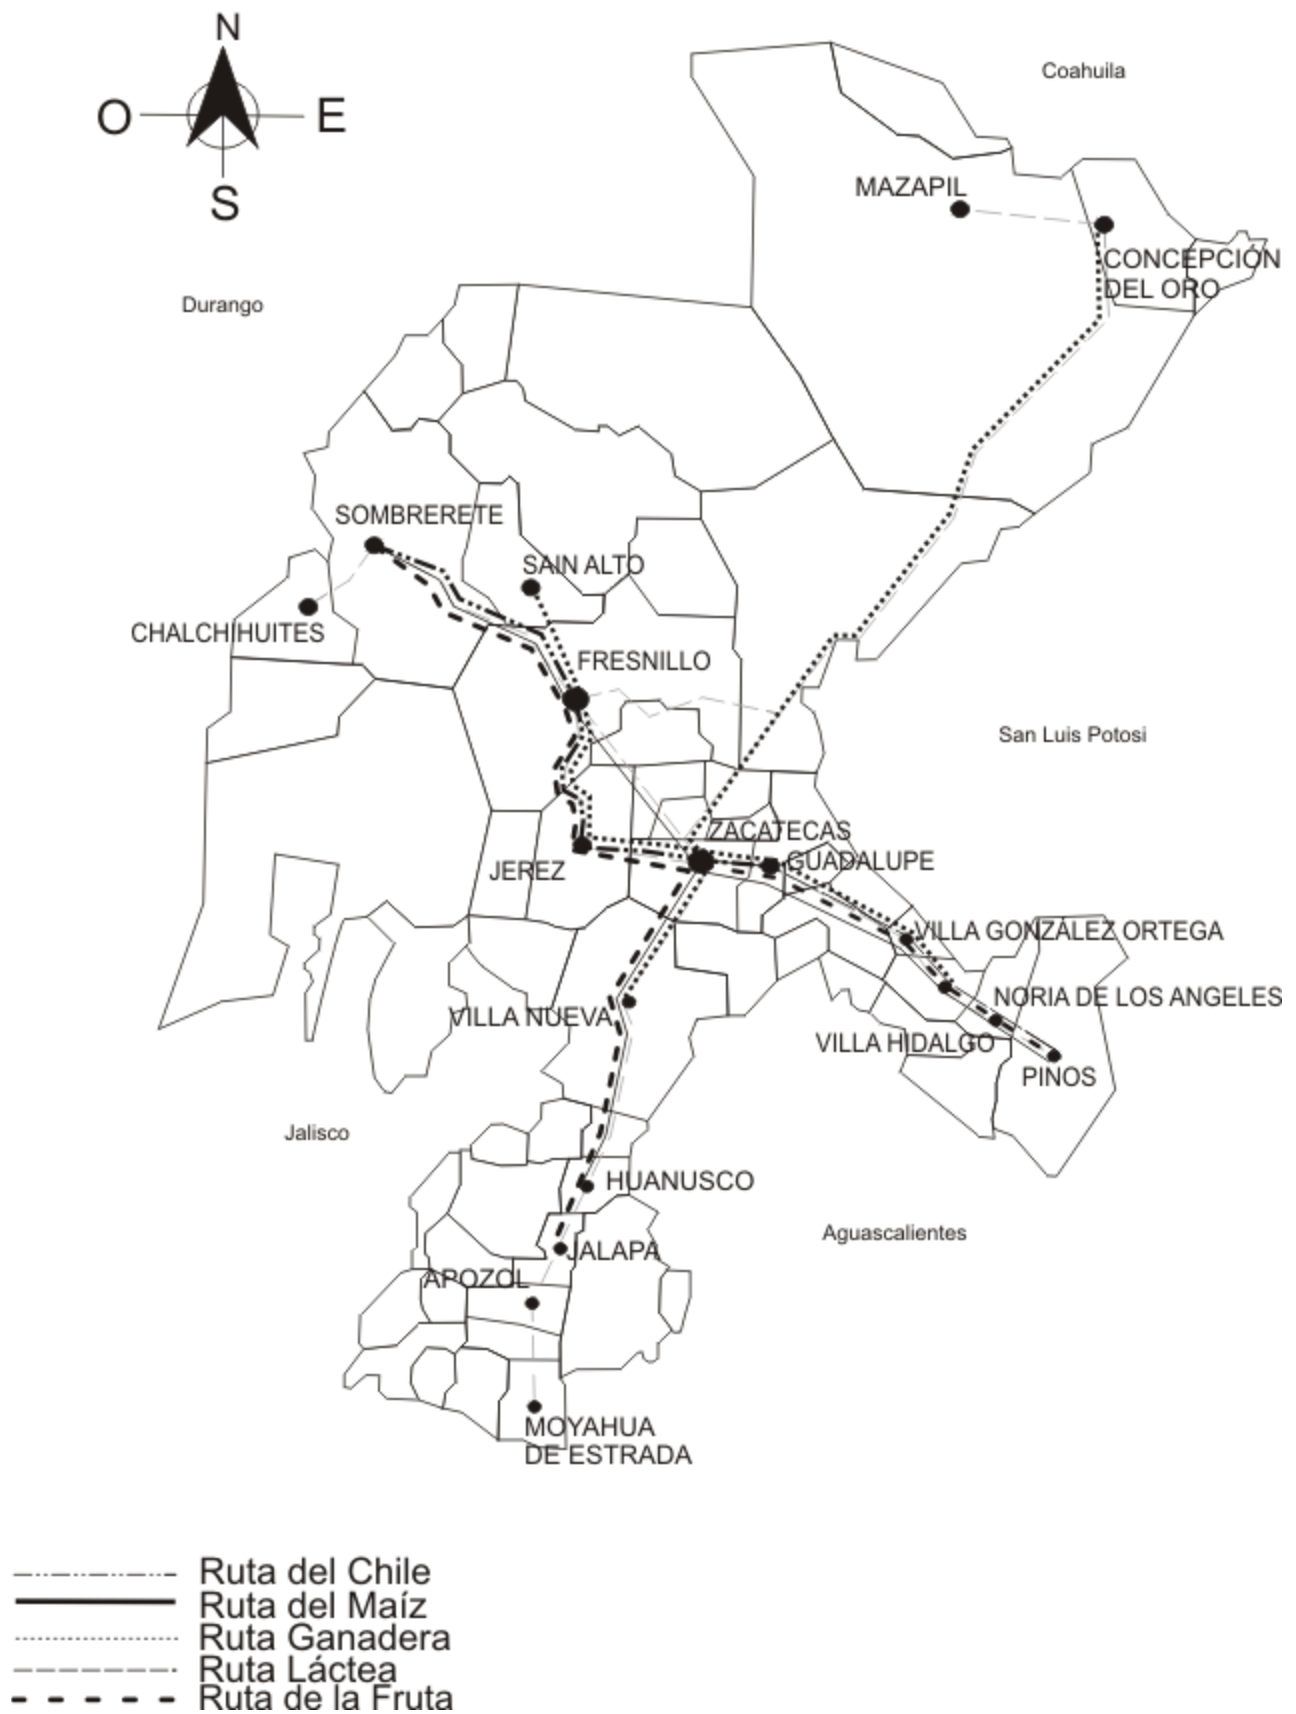 N
O
E
S
Coahuila
MAZAPIL
CONCEPCIÓN
DEL ORO
Durango
SOMBRERETE
SAIN ALTO
CHALCHIHUITES
FRESNILLO
San Luis Potosi
ZACATECAS
GUADALUPE
JEREZ
VILLA GONZÁLEZ ORTEGA
NORIA DE LOS ANGELES
VILLA NUEVA
VILLA HIDALGO
PINOS
Jalisco
HUANUSCO
Aguascalientes
JALAPA
APOZOL
MOYAHUA
DE ESTRADA
Ruta del Chile
Ruta del Maíz
Ruta Ganadera
Ruta Láctea
Ruta de la Fruta